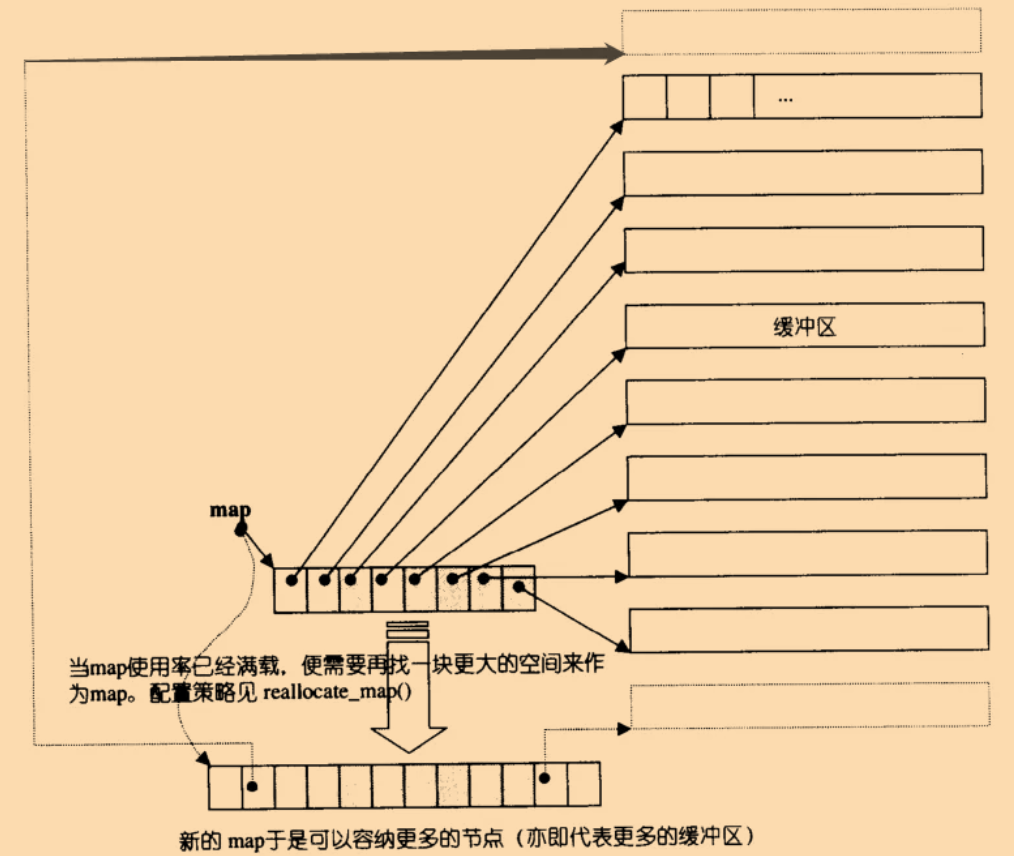 ...
缓冲区
map
当map使用率已经满载，便需要再找一块更大的空间来作
为map。配置策略见 reallocate_map()
新的 map于是可以容纳更多的节点（亦即代表更多的缓冲区）